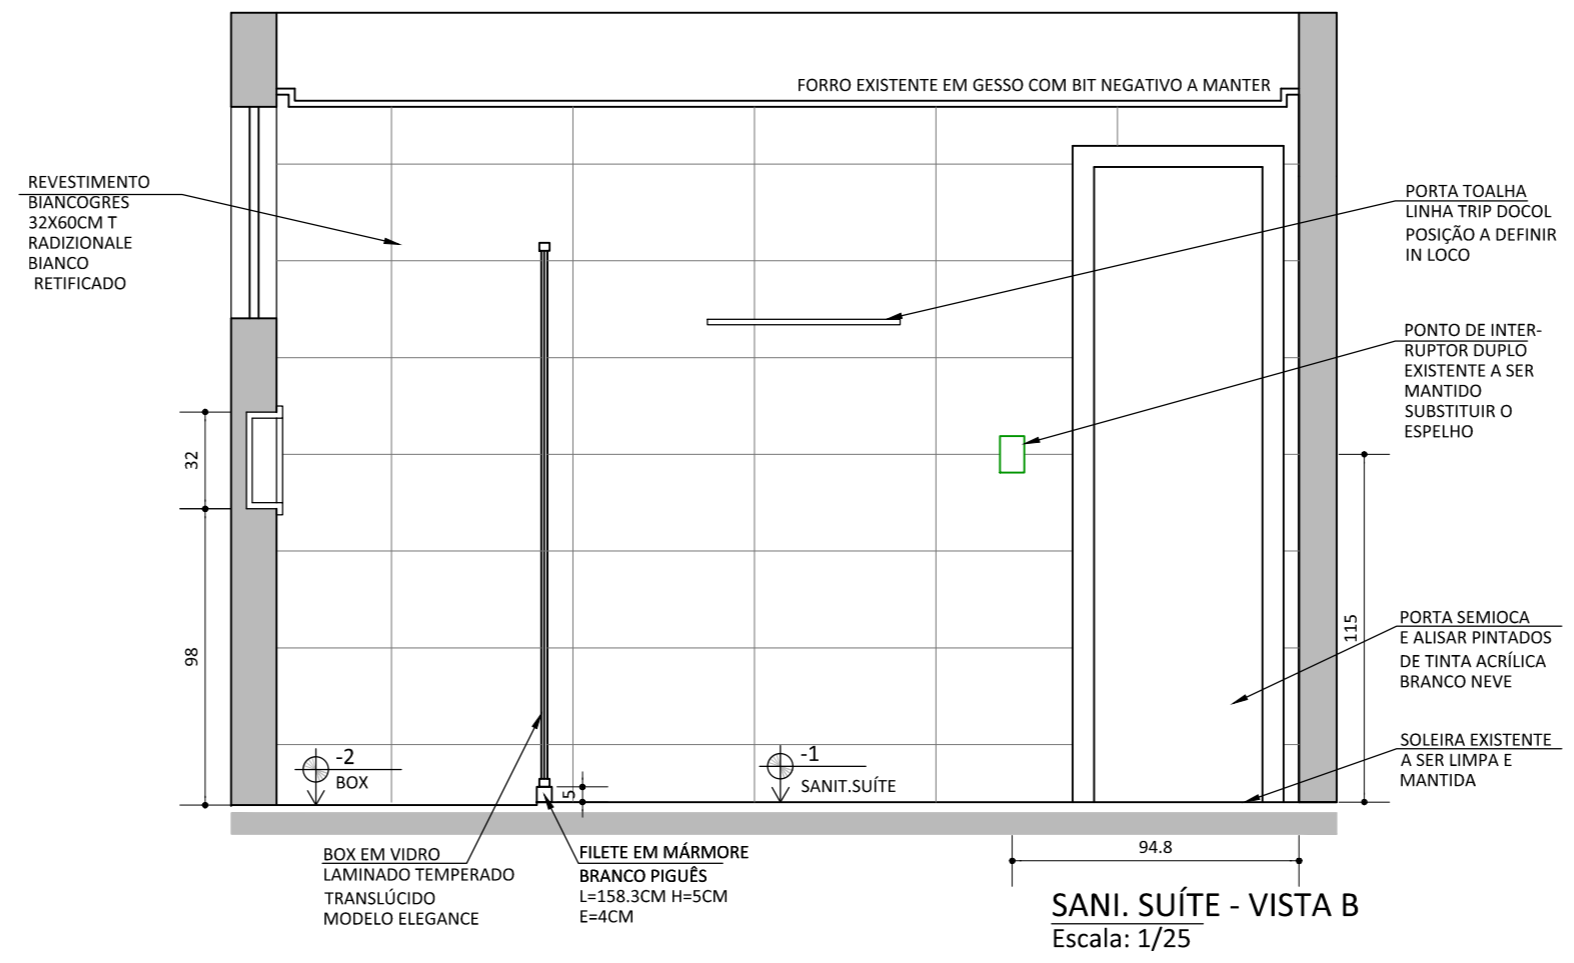 FORRO EXISTENTE EM GESSO COM BIT NEGATIVO A MANTER
REVESTIMENTO
BIANCOGRES
32X60CM T
RADIZIONALE
BIANCO
RETIFICADO
PORTA TOALHA
LINHA TRIP DOCOL
POSIÇÃO A DEFINIR
IN LOCO
PONTO DE INTER-
RUPTOR DUPLO
EXISTENTE A SER
MANTIDO
SUBSTITUIR O
ESPELHO
32
98
115
PORTA SEMIOCA
E ALISAR PINTADOS
DE TINTA ACRÍLICA
BRANCO NEVE
SOLEIRA EXISTENTE
A SER LIMPA E
MANTIDA
-2
BOX
-1
SANIT.SUÍTE
5
BOX EM VIDRO
LAMINADO TEMPERADO
TRANSLÚCIDO
MODELO ELEGANCE
FILETE EM MÁRMORE
BRANCO PIGUÊS
L=158.3CM H=5CM
E=4CM
94.8
SANI. SUÍTE - VISTA B
Escala: 1/25